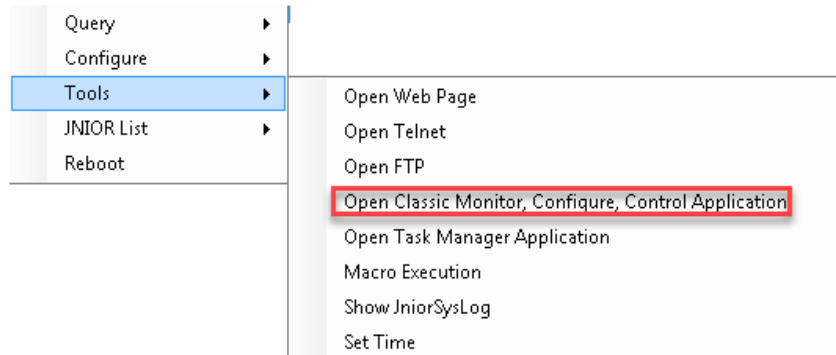 Query
Configure
Tools
JNIOR List
Reboot
Open Web Page
Open Telnet
Open FTP
Open Classic Monitor, Configure, Control Application
Open Task Manager Application
Macro Execution
Show JniorSysLog
Set Time